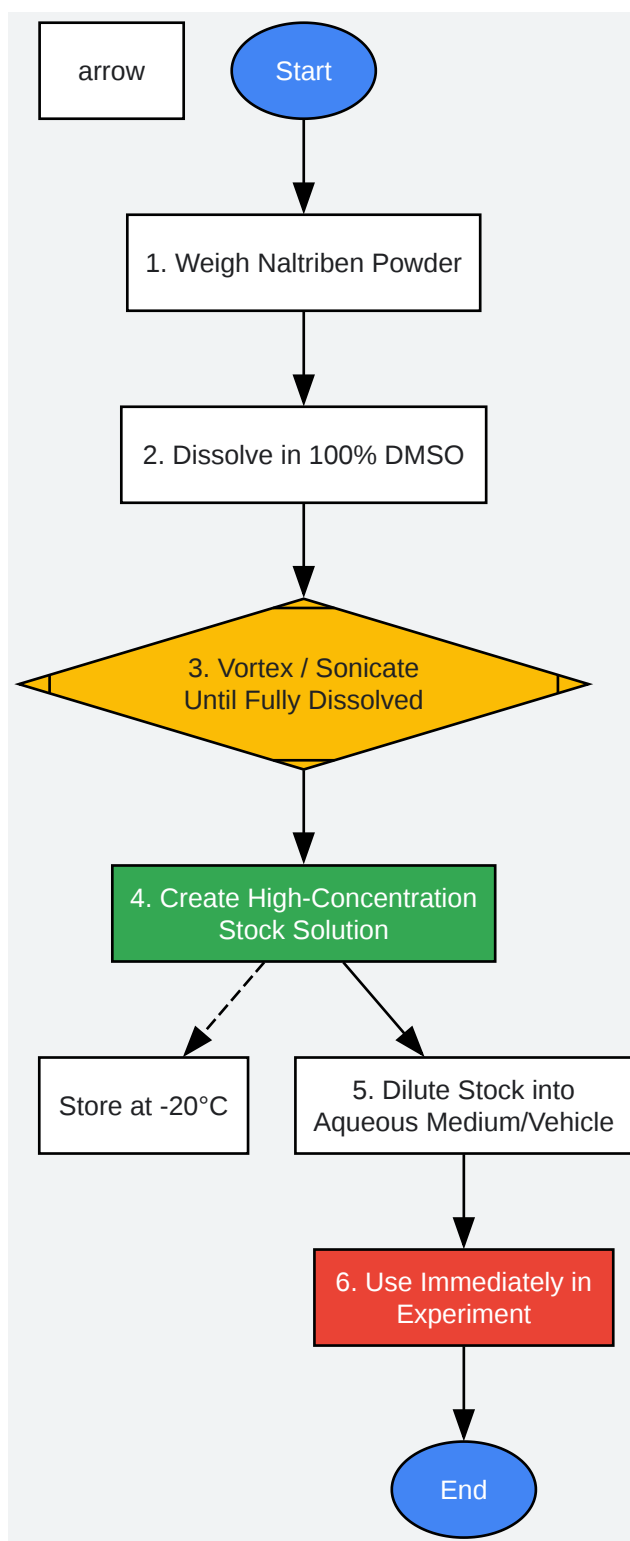 arrow
Start
1. Weigh Naltriben Powder
2. Dissolve in 100% DMSO
3. Vortex / Sonicate
Until Fully Dissolved
4. Create High-Concentration
Stock Solution
Store at -20°C
5. Dilute Stock into
Aqueous Medium/Vehicle
6. Use Immediately in
Experiment
End